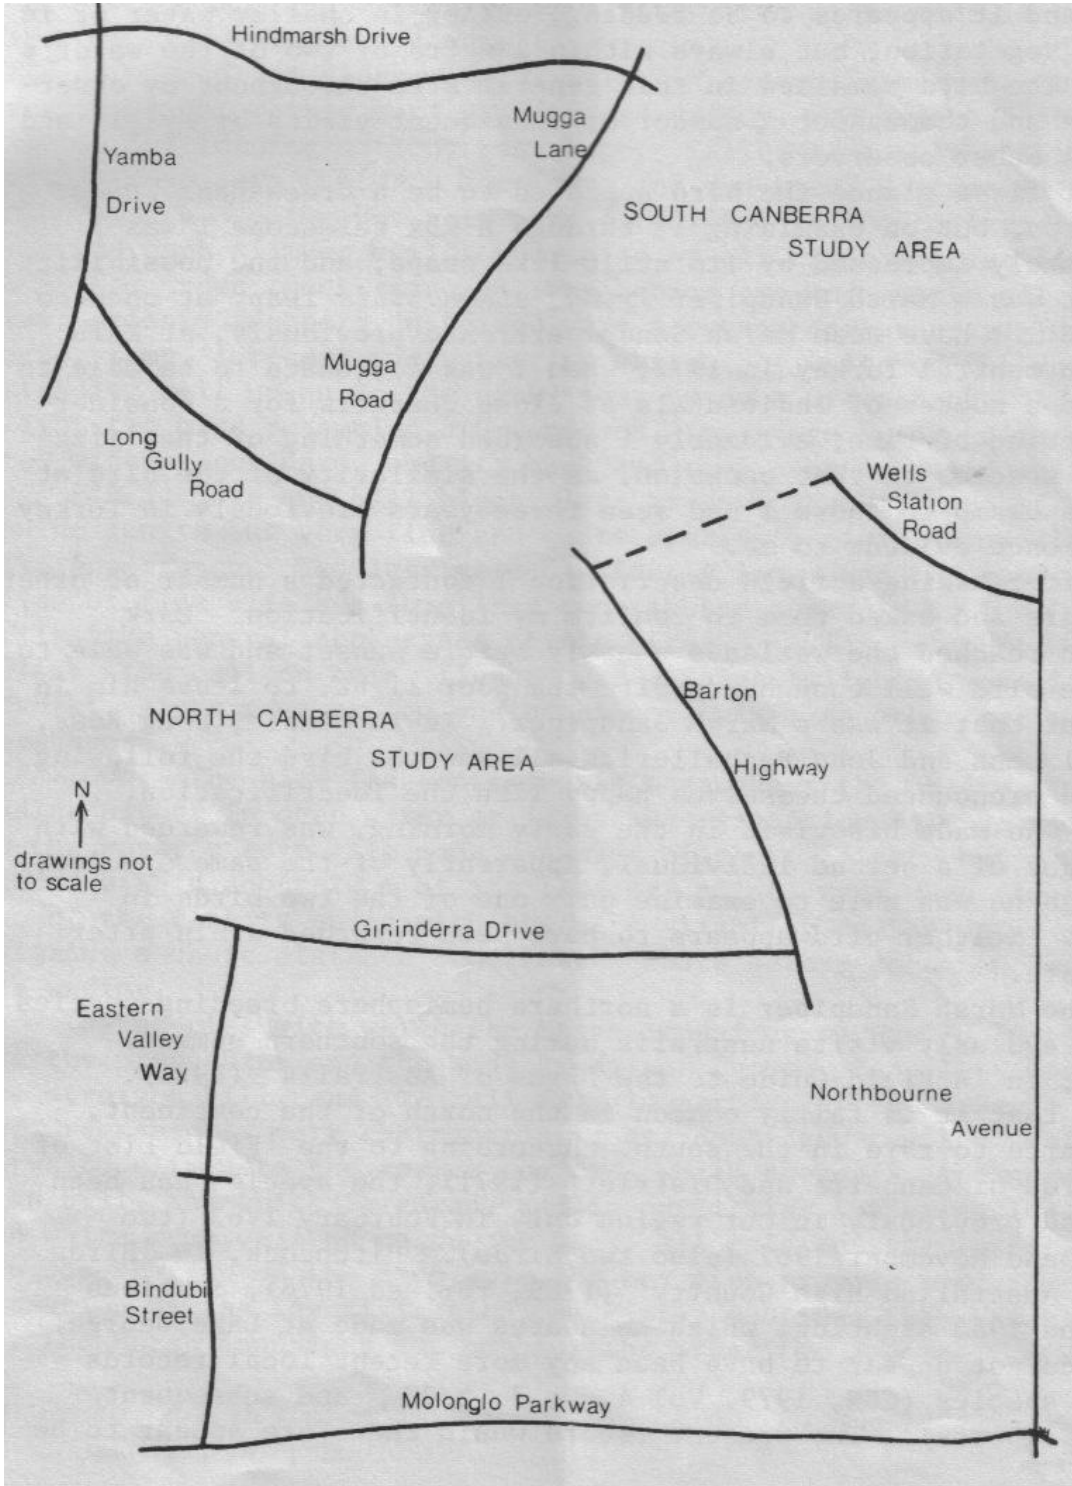 Hindmarsh Drive
Mugga
Lane
Yamba
Drive
SOUTH CANBERRA
STUDY AREA
Mugga
Road
Long
Gully
Road
Wells
Station
Road
Barton
Highway
NORTH CANBERRA
STUDY AREA
N
drawings not
to scale
Gininderra Drive
Eastern
Valley
Way
Northbourne
Avenue
Bindubi
Street
Molonglo Parkway